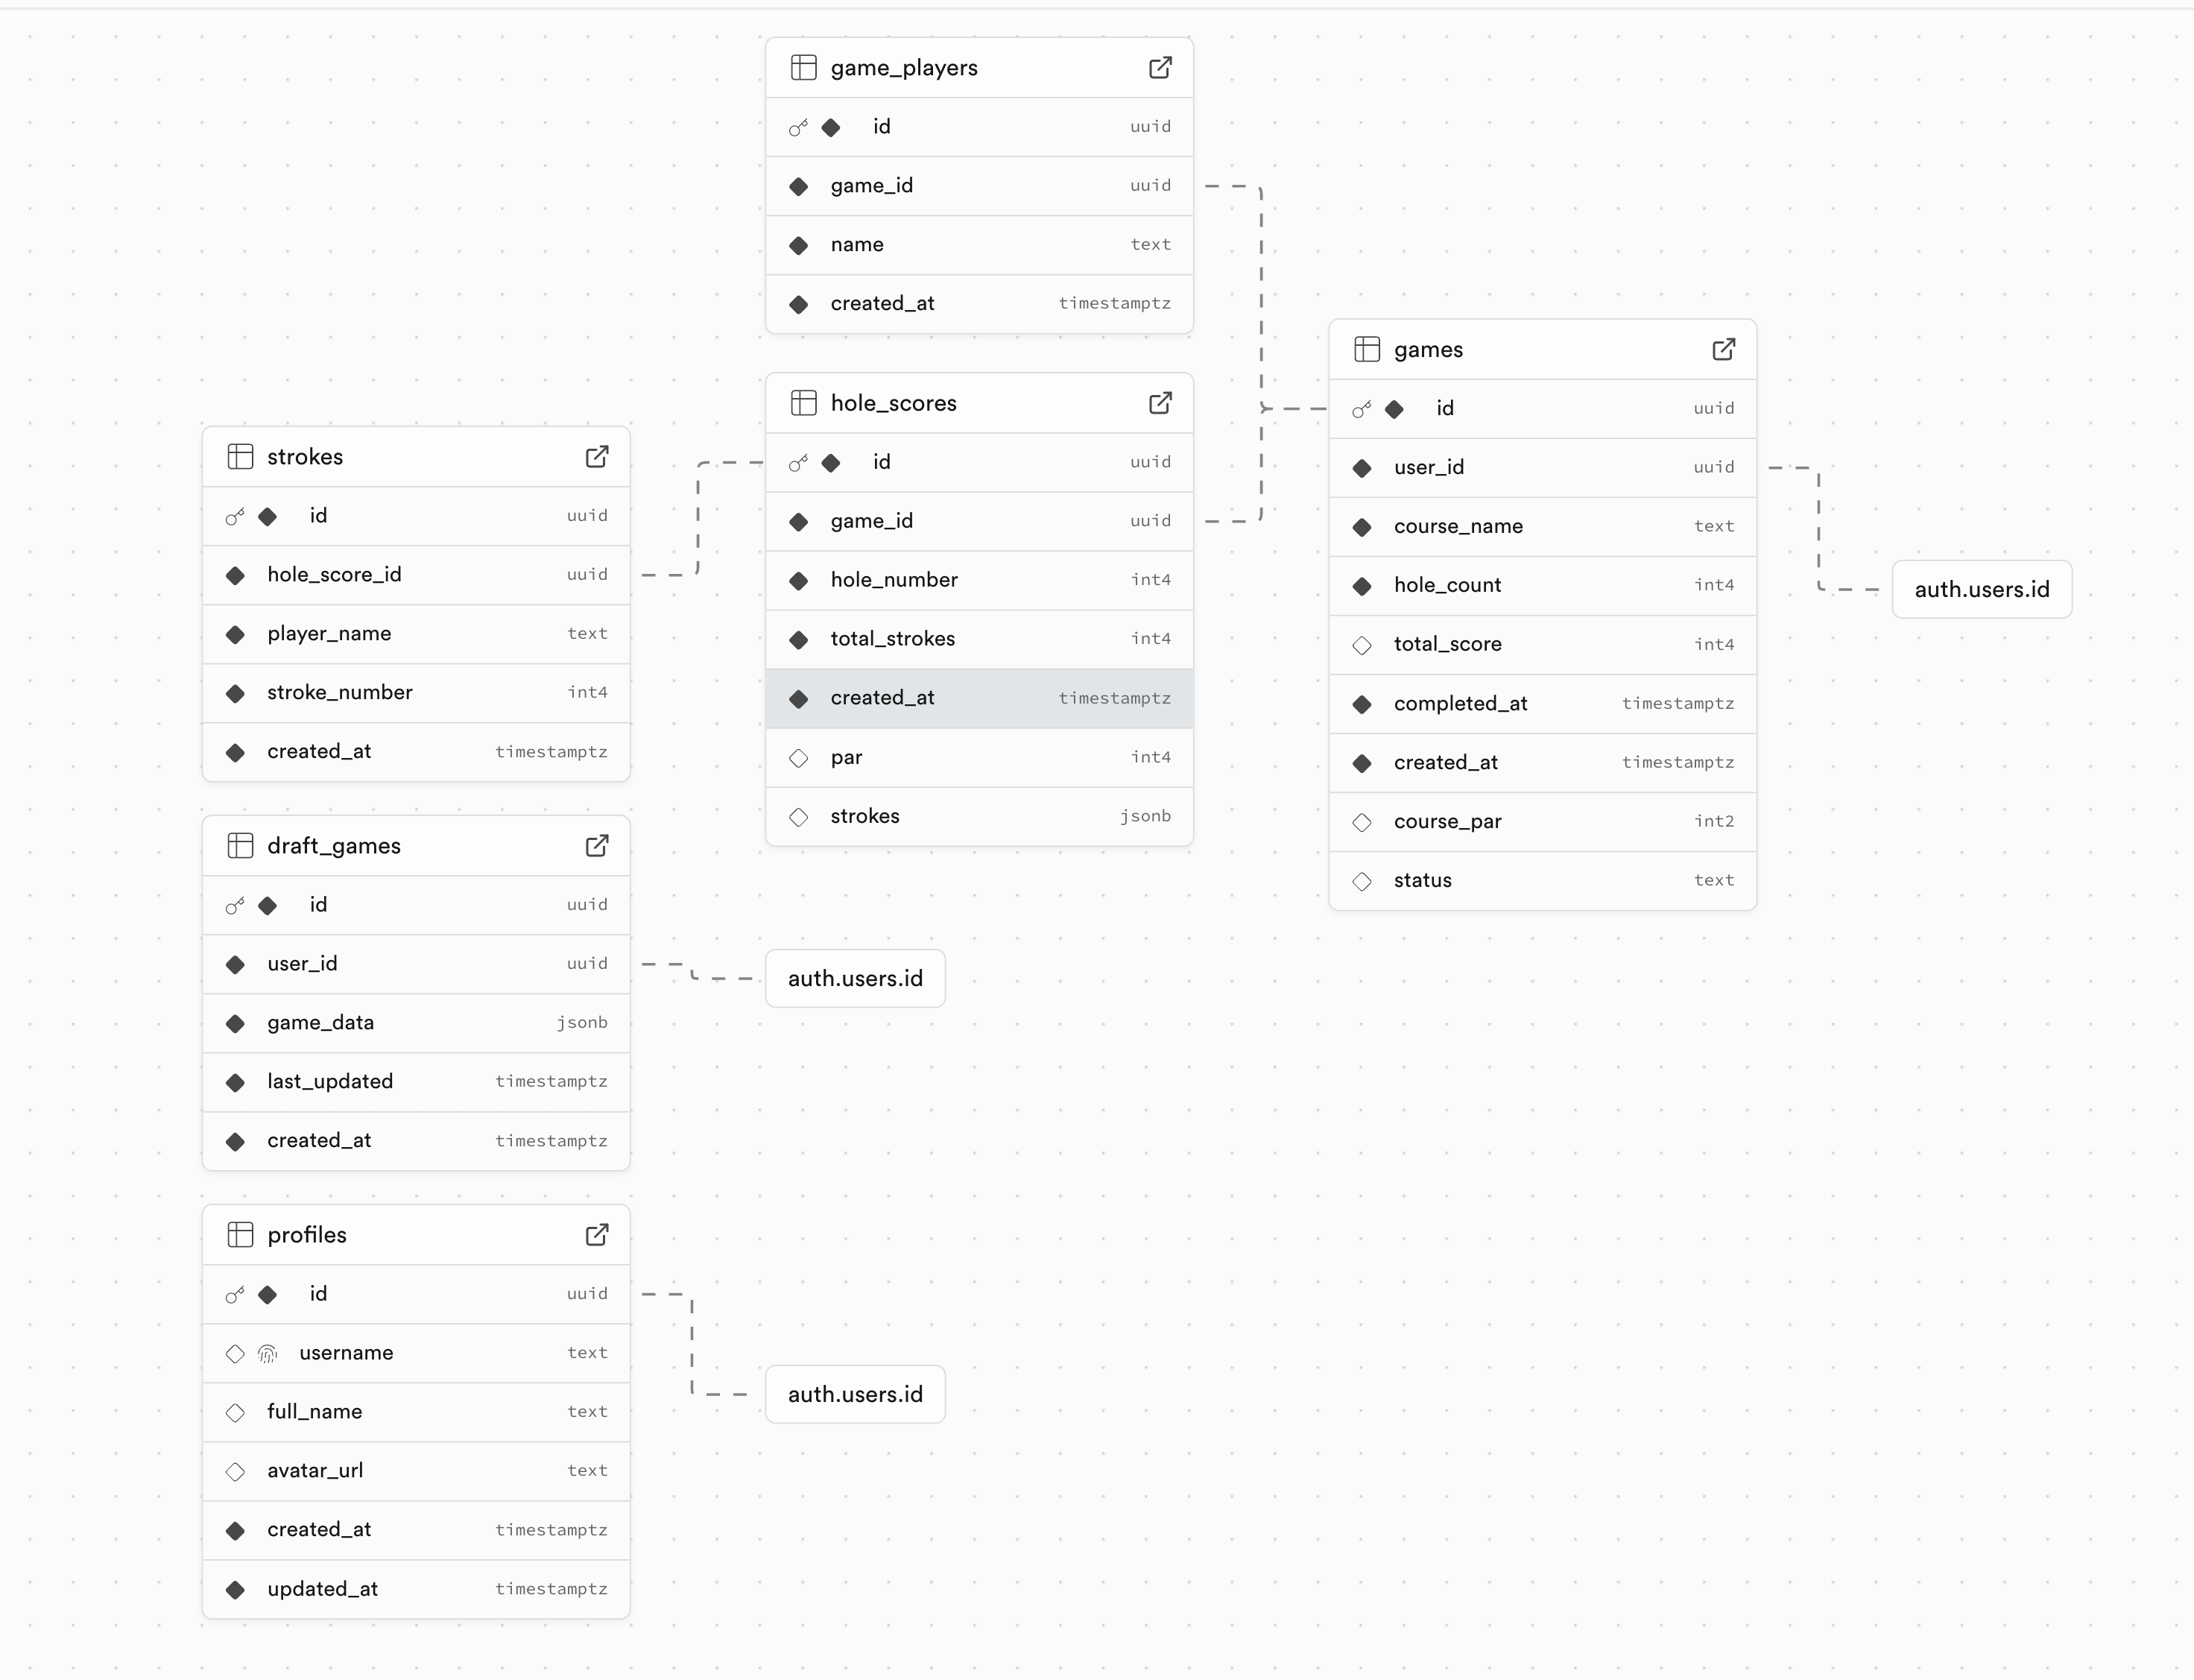 game_players
id uuid
game_id uuid
name text
created_at timestamptz
hole_scores
id uuid
game_id uuid
hole_number int4
total_strokes int4
created_at timestamptz
par int4
strokes jsonb
games
id uuid
user_id uuid
course_name text
hole_count int4
total_score int4
completed_at timestamptz
created_at timestamptz
course_par int2
status text
auth.users.id
strokes
id uuid
hole_score_id uuid
player_name text
stroke_number int4
created_at timestamptz
draft_games
id uuid
user_id uuid
game_data jsonb
last_updated timestamptz
created_at timestamptz
auth.users.id
profiles
id uuid
username text
full_name text
avatar_url text
created_at timestamptz
updated_at timestamptz
auth.users.id